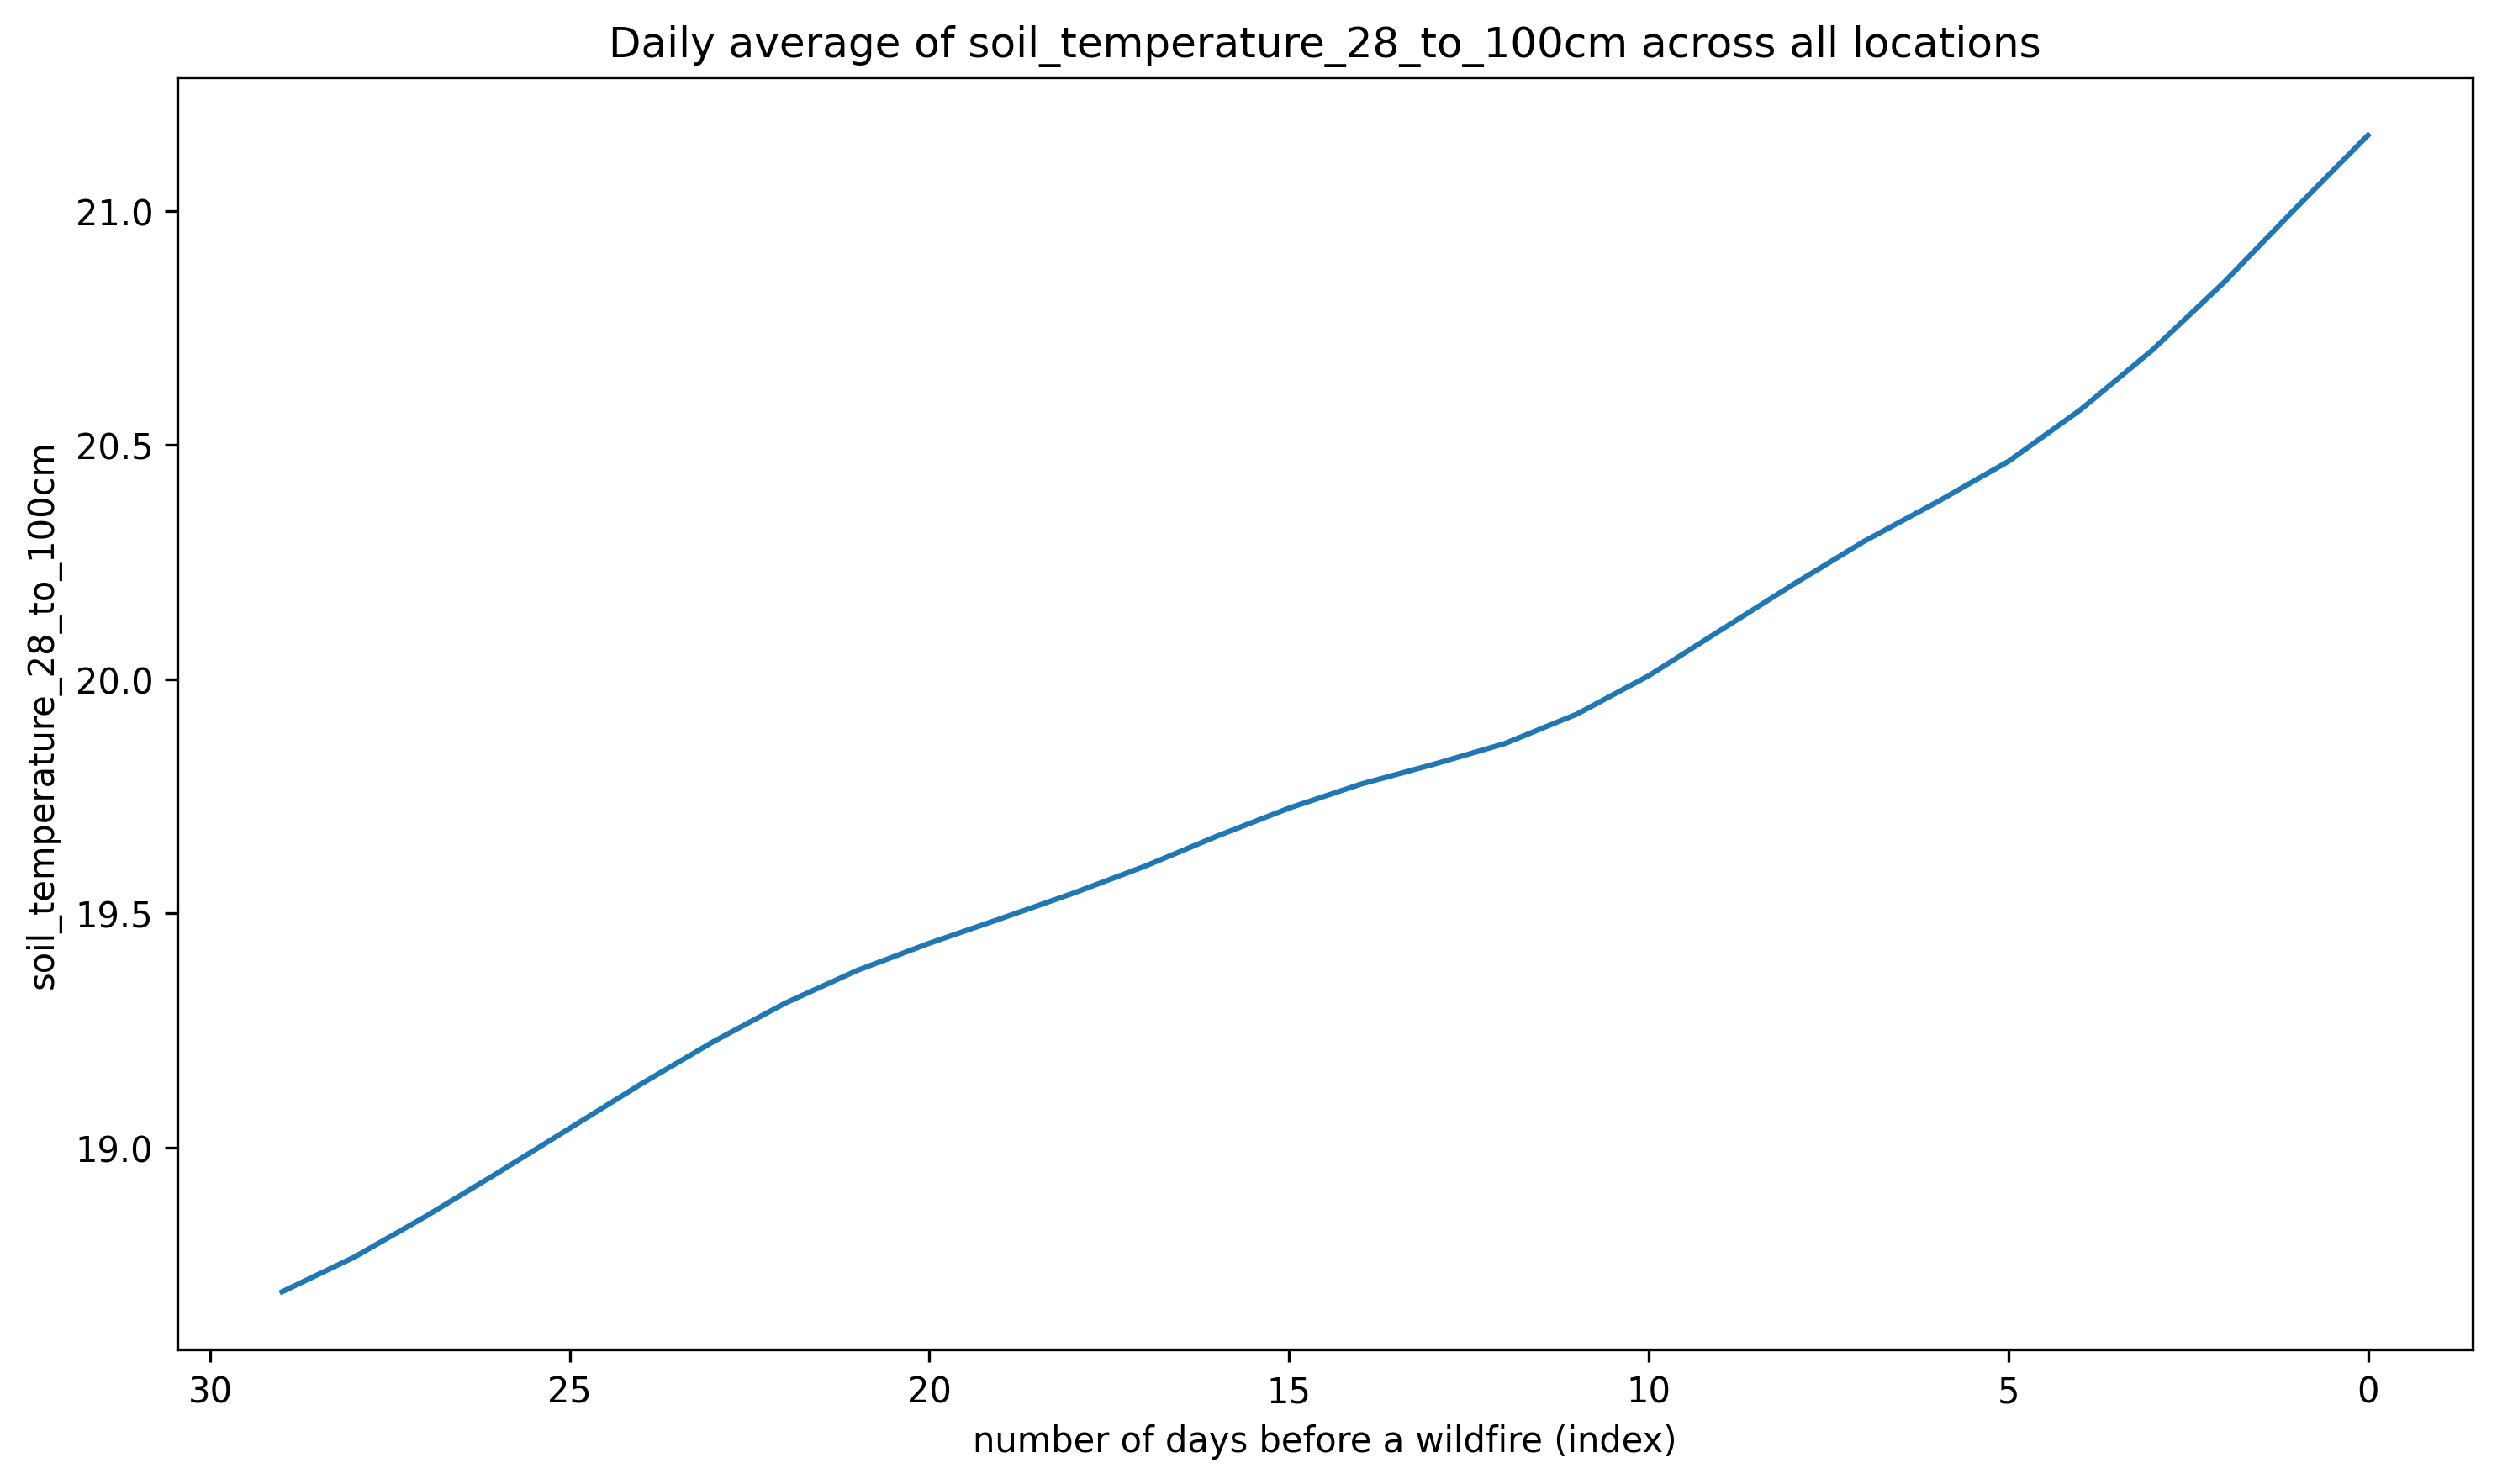 Daily average of soil_temperature_28_to_100cm across all locations
soil_temperature_28_to_100cm
21.0
20.5
20.0
19.5
19.0
30 25 20 15 10 5 0
number of days before a wildfire (index)